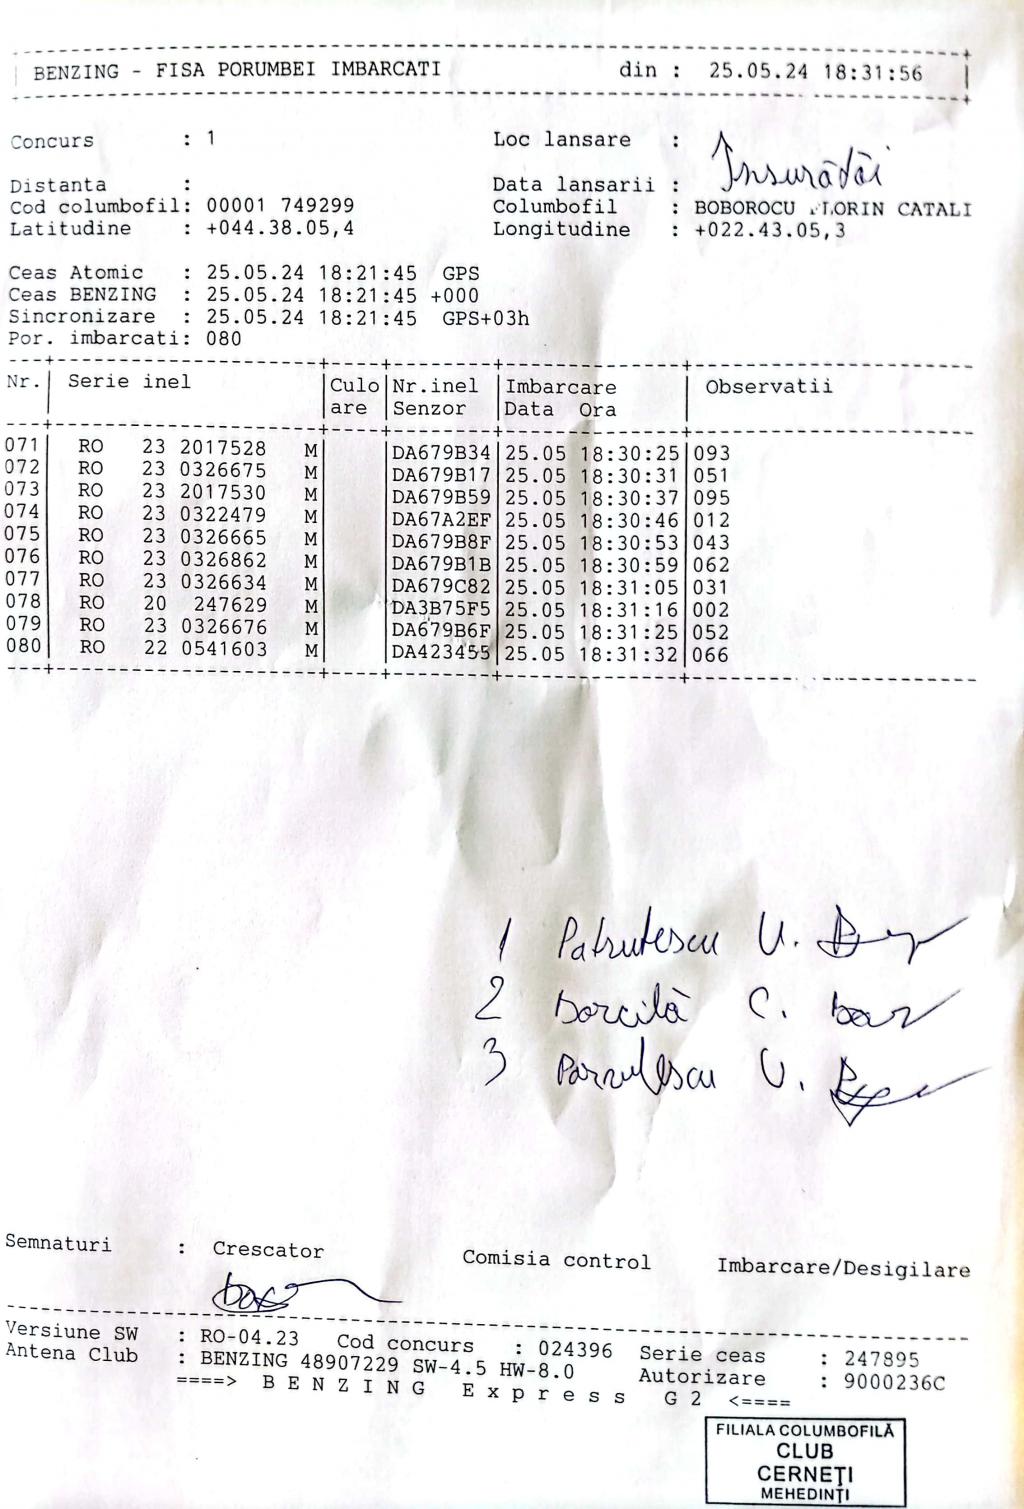 BENZING - FISA PORUMBEI IMBARCATI din : 25.05.24 18:31:56
Concurs : 1 Loc lansare : Însurăței
Distanta : Data lansarii :
Cod columbofil: 00001 749299 Columbofil : BOBOROCU FLORIN CATALI
Latitudine : +044.38.05,4 Longitudine : +022.43.05,3
Ceas Atomic : 25.05.24 18:21:45 GPS
Ceas BENZING : 25.05.24 18:21:45 +000
Sincronizare : 25.05.24 18:21:45 GPS+03h
Por. imbarcati: 080
Nr. Serie inel Culo Nr.inel Imbarcare Observatii
are Senzor Data Ora
071 RO 23 2017528 M DA679B34 25.05 18:30:25 093
072 RO 23 0326675 M DA679B17 25.05 18:30:31 051
073 RO 23 2017530 M DA679B59 25.05 18:30:37 095
074 RO 23 0322479 M DA67A2EF 25.05 18:30:46 012
075 RO 23 0326665 M DA679B8F 25.05 18:30:53 043
076 RO 23 0326862 M DA679B1B 25.05 18:30:59 062
077 RO 23 0326634 M DA679C82 25.05 18:31:05 031
078 RO 20 247629 M DA3B75F5 25.05 18:31:16 002
079 RO 23 0326676 M DA679B6F 25.05 18:31:25 052
080 RO 22 0541603 M DA423455 25.05 18:31:32 066
1 Patrutescu V.
2 Borcilă C.
3 Parvulescu V.
Semnaturi : Crescator Comisia control Imbarcare/Desigilare
Versiune SW : RO-04.23 Cod concurs : 024396 Serie ceas : 247895
Antena Club : BENZING 48907229 SW-4.5 HW-8.0 Autorizare : 9000236C
====> B E N Z I N G E x p r e s s G 2 <====
FILIALA COLUMBOFILĂ
CLUB
CERNEȚI
MEHEDINȚI